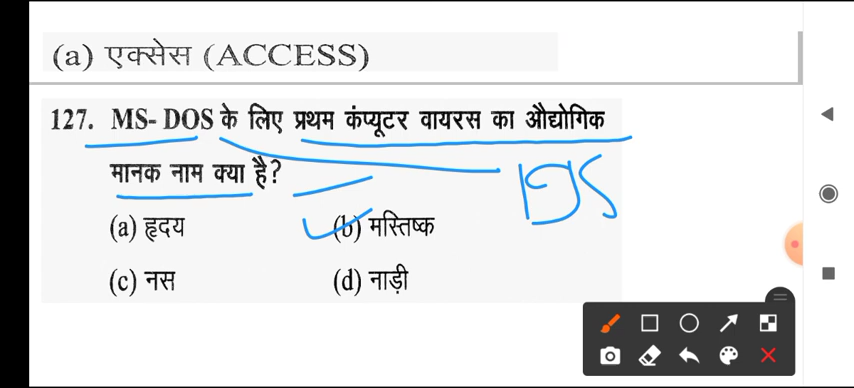 (a) एक्सेस (ACCESS)
127. MS-DOS के लिए प्रथम कंप्यूटर वायरस का औद्योगिक
मानक नाम क्या है?
(a) हृदय (b) मस्तिष्क
(c) नस (d) नाड़ी